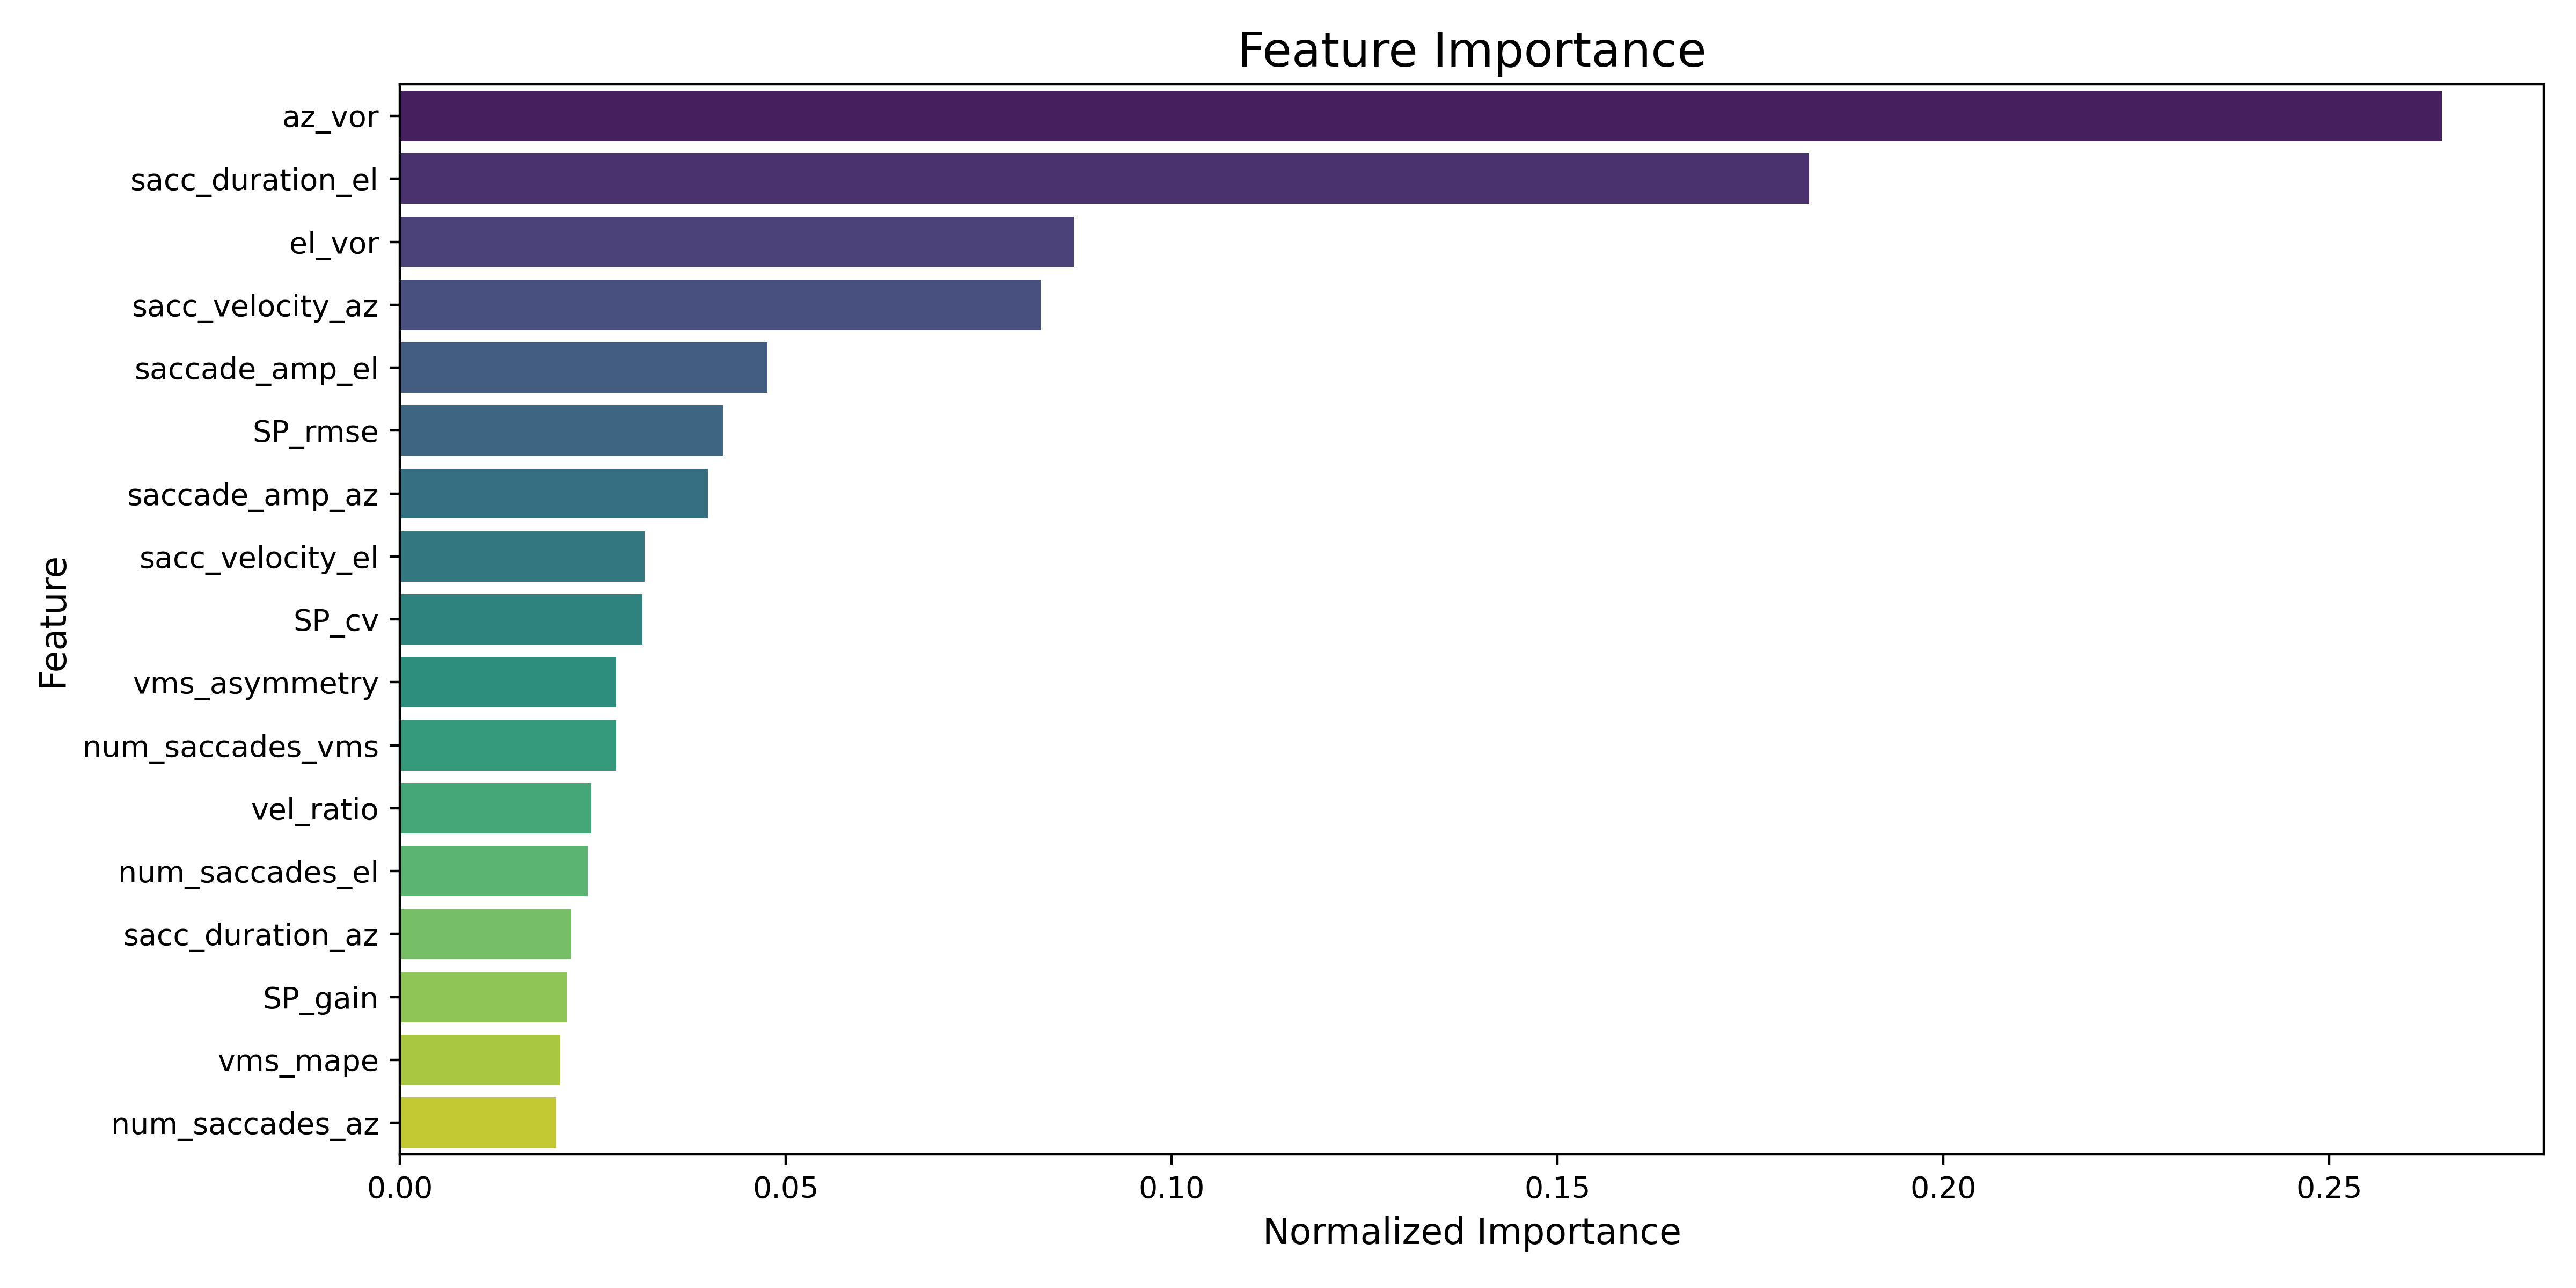 Feature Importance
az_vor
sacc_duration_el
el_vor
sacc_velocity_az
saccade_amp_el
SP_rmse
saccade_amp_az
sacc_velocity_el
SP_cv
vms_asymmetry
num_saccades_vms
vel_ratio
num_saccades_el
sacc_duration_az
SP_gain
vms_mape
num_saccades_az
Feature
0.00 0.05 0.10 0.15 0.20 0.25
Normalized Importance